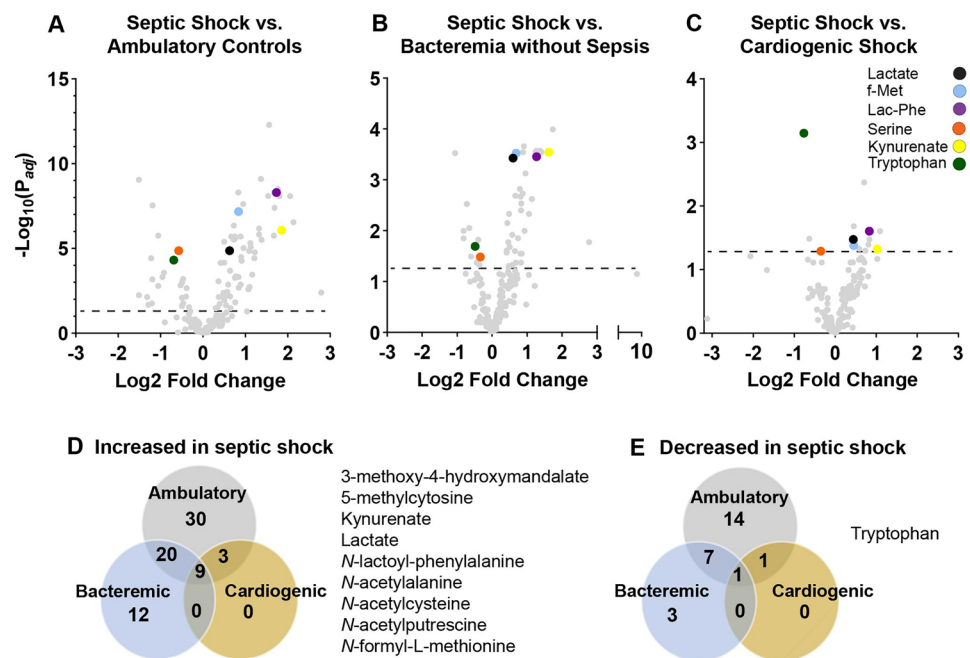 A
Septic Shock vs.
Ambulatory Controls
B
Septic Shock vs.
Bacteremia without Sepsis
C
Septic Shock vs.
Cardiogenic Shock
-Log10(Padj)
15
10
5
0
-3 -2 -1 0 1 2 3
Log2 Fold Change
5
4
3
2
1
0
-3 -2 -1 0 1 2 3 10
Log2 Fold Change
4
3
2
1
0
-3 -2 -1 0 1 2 3
Log2 Fold Change
Lactate
f-Met
Lac-Phe
Serine
Kynurenate
Tryptophan
D Increased in septic shock
Ambulatory
30
20
3
9
Bacteremic
12
0
Cardiogenic
0
3-methoxy-4-hydroxymandalate
5-methylcytosine
Kynurenate
Lactate
N-lactoyl-phenylalanine
N-acetylalanine
N-acetylcysteine
N-acetylputrescine
N-formyl-L-methionine
E Decreased in septic shock
Ambulatory
14
7
1
1
Bacteremic
3
0
Cardiogenic
0
Tryptophan